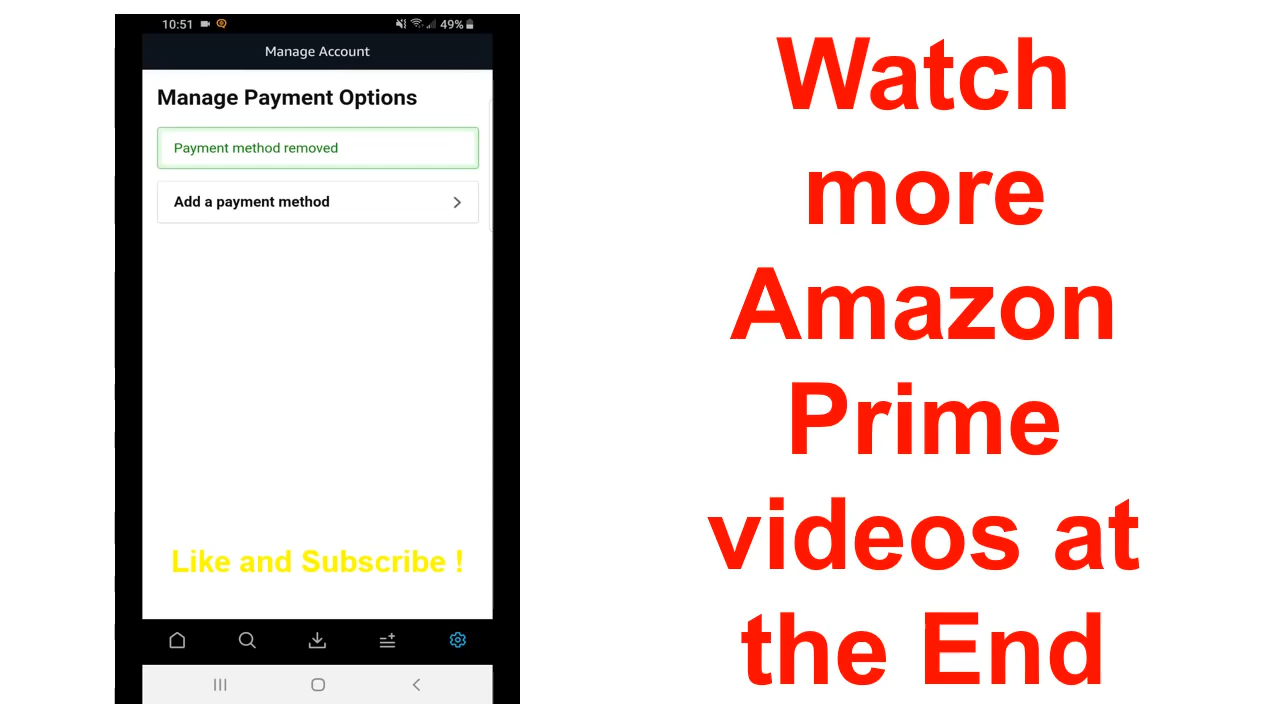 10:51
49%
Manage Account
Manage Payment Options
Payment method removed
Add a payment method
Like and Subscribe !
Watch
more
Amazon
Prime
videos at
the End